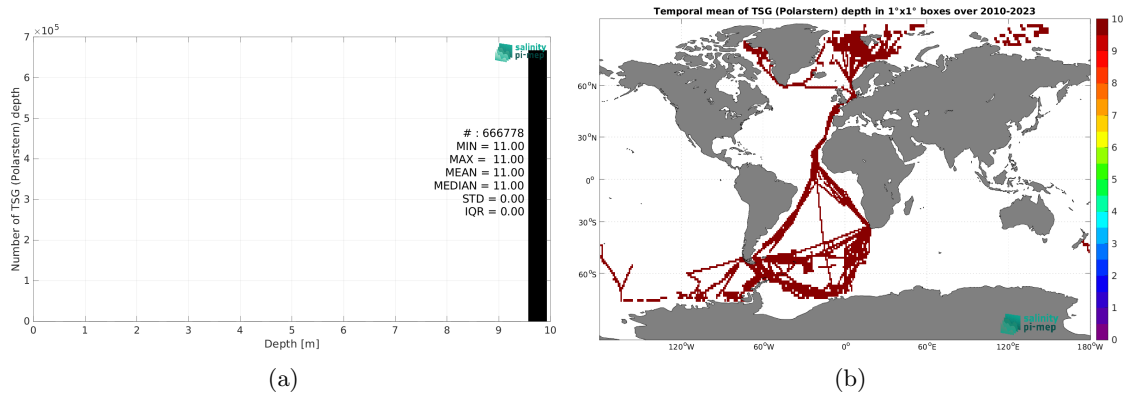 Number of TSG (Polarstern) depth
7
×10⁵
6
5
4
3
2
1
0
0 1 2 3 4 5 6 7 8 9 10
Depth [m]
salinity
pi-mep
# : 666778
MIN = 11.00
MAX = 11.00
MEAN = 11.00
MEDIAN = 11.00
STD = 0.00
IQR = 0.00
(a)
Temporal mean of TSG (Polarstern) depth in 1°x1° boxes over 2010-2023
60°N
30°N
0°
30°S
60°S
120°W 60°W 0° 60°E 120°E 180°W
salinity
pi-mep
10
9
8
7
6
5
4
3
2
1
0
(b)